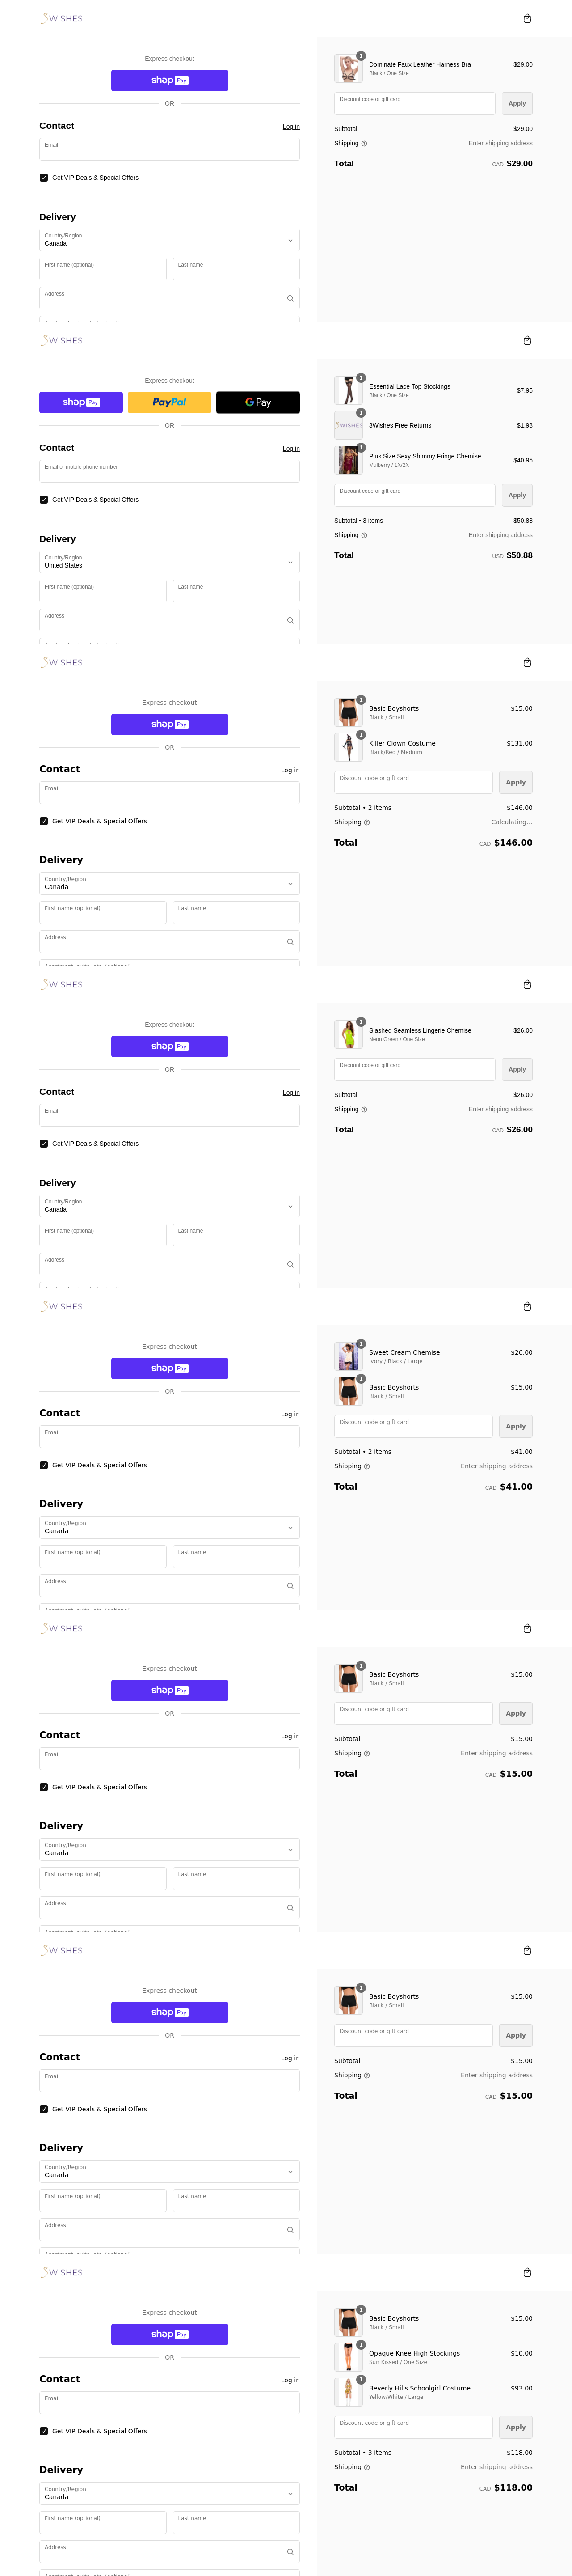 3WISHES
Express checkout
shop Pay
OR
Contact
Log in
Email
Get VIP Deals & Special Offers
Delivery
Country/Region
Canada
First name (optional)
Last name
Address
1
Dominate Faux Leather Harness Bra
$29.00
Black / One Size
Discount code or gift card
Apply
Subtotal
$29.00
Shipping
Enter shipping address
Total
CAD $29.00
3WISHES
Express checkout
shop Pay
PayPal
G Pay
OR
Contact
Log in
Email or mobile phone number
Get VIP Deals & Special Offers
Delivery
Country/Region
United States
First name (optional)
Last name
Address
1
Essential Lace Top Stockings
$7.95
Black / One Size
1
3WISHES
3Wishes Free Returns
$1.98
1
Plus Size Sexy Shimmy Fringe Chemise
$40.95
Mulberry / 1X/2X
Discount code or gift card
Apply
Subtotal • 3 items
$50.88
Shipping
Enter shipping address
Total
USD $50.88
3WISHES
Express checkout
shop Pay
OR
Contact
Log in
Email
Get VIP Deals & Special Offers
Delivery
Country/Region
Canada
First name (optional)
Last name
Address
1
Basic Boyshorts
$15.00
Black / Small
1
Killer Clown Costume
$131.00
Black/Red / Medium
Discount code or gift card
Apply
Subtotal • 2 items
$146.00
Shipping
Calculating...
Total
CAD $146.00
3WISHES
Express checkout
shop Pay
OR
Contact
Log in
Email
Get VIP Deals & Special Offers
Delivery
Country/Region
Canada
First name (optional)
Last name
Address
1
Slashed Seamless Lingerie Chemise
$26.00
Neon Green / One Size
Discount code or gift card
Apply
Subtotal
$26.00
Shipping
Enter shipping address
Total
CAD $26.00
3WISHES
Express checkout
shop Pay
OR
Contact
Log in
Email
Get VIP Deals & Special Offers
Delivery
Country/Region
Canada
First name (optional)
Last name
Address
1
Sweet Cream Chemise
$26.00
Ivory / Black / Large
1
Basic Boyshorts
$15.00
Black / Small
Discount code or gift card
Apply
Subtotal • 2 items
$41.00
Shipping
Enter shipping address
Total
CAD $41.00
3WISHES
Express checkout
shop Pay
OR
Contact
Log in
Email
Get VIP Deals & Special Offers
Delivery
Country/Region
Canada
First name (optional)
Last name
Address
1
Basic Boyshorts
$15.00
Black / Small
Discount code or gift card
Apply
Subtotal
$15.00
Shipping
Enter shipping address
Total
CAD $15.00
3WISHES
Express checkout
shop Pay
OR
Contact
Log in
Email
Get VIP Deals & Special Offers
Delivery
Country/Region
Canada
First name (optional)
Last name
Address
1
Basic Boyshorts
$15.00
Black / Small
Discount code or gift card
Apply
Subtotal
$15.00
Shipping
Enter shipping address
Total
CAD $15.00
3WISHES
Express checkout
shop Pay
OR
Contact
Log in
Email
Get VIP Deals & Special Offers
Delivery
Country/Region
Canada
First name (optional)
Last name
Address
1
Basic Boyshorts
$15.00
Black / Small
1
Opaque Knee High Stockings
$10.00
Sun Kissed / One Size
1
Beverly Hills Schoolgirl Costume
$93.00
Yellow/White / Large
Discount code or gift card
Apply
Subtotal • 3 items
$118.00
Shipping
Enter shipping address
Total
CAD $118.00